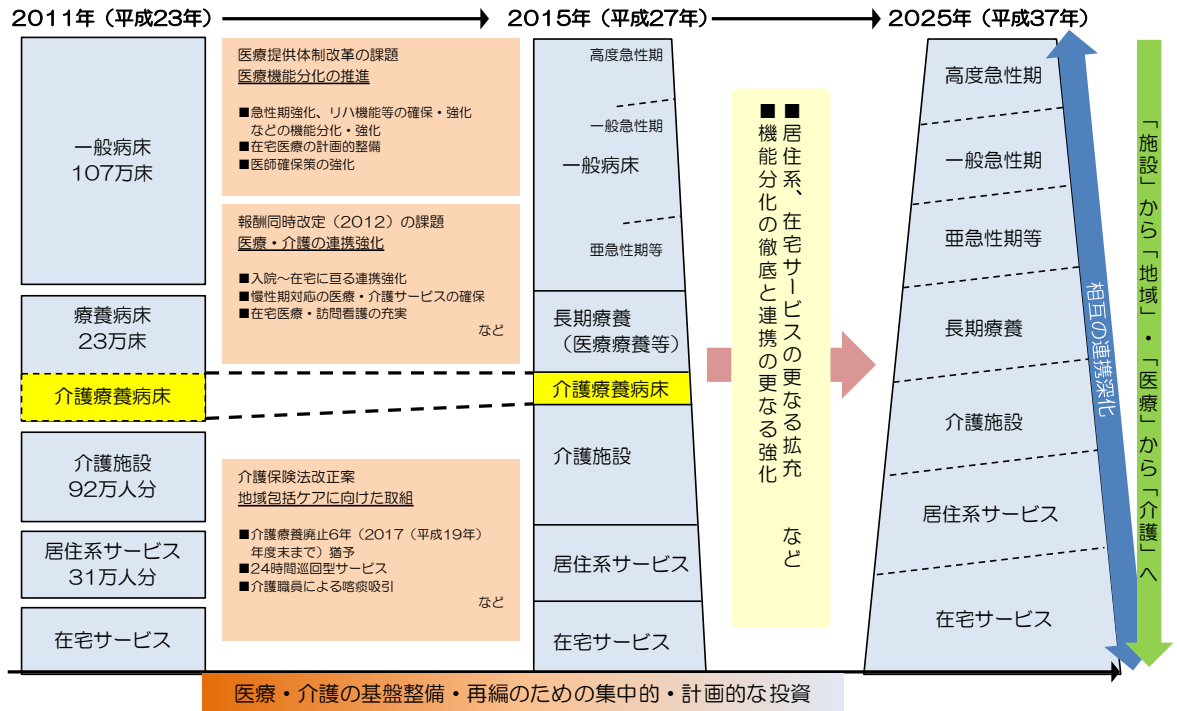 2011年（平成23年）
2015年（平成27年）
2025年（平成37年）
一般病床
107万床
療養病床
23万床
介護療養病床
介護施設
92万人分
居住系サービス
31万人分
在宅サービス
医療提供体制改革の課題
医療機能分化の推進
■急性期強化、リハ機能等の確保・強化
などの機能分化・強化
■在宅医療の計画的整備
■医師確保策の強化
報酬同時改定（2012）の課題
医療・介護の連携強化
■入院～在宅に亘る連携強化
■慢性期対応の医療・介護サービスの確保
■在宅医療・訪問看護の充実
など
介護保険法改正案
地域包括ケアに向けた取組
■介護療養廃止6年（2017（平成19年）
年度末まで）猶予
■24時間巡回型サービス
■介護職員による喀痰吸引
など
高度急性期
一般急性期
一般病床
亜急性期等
長期療養
（医療療養等）
介護療養病床
介護施設
居住系サービス
在宅サービス
■居住系、在宅サービスの更なる拡充
■機能分化の徹底と連携の更なる強化
など
高度急性期
一般急性期
亜急性期等
長期療養
介護施設
居住系サービス
在宅サービス
相互の連携深化
「施設」から「地域」・「医療」から「介護」へ
医療・介護の基盤整備・再編のための集中的・計画的な投資